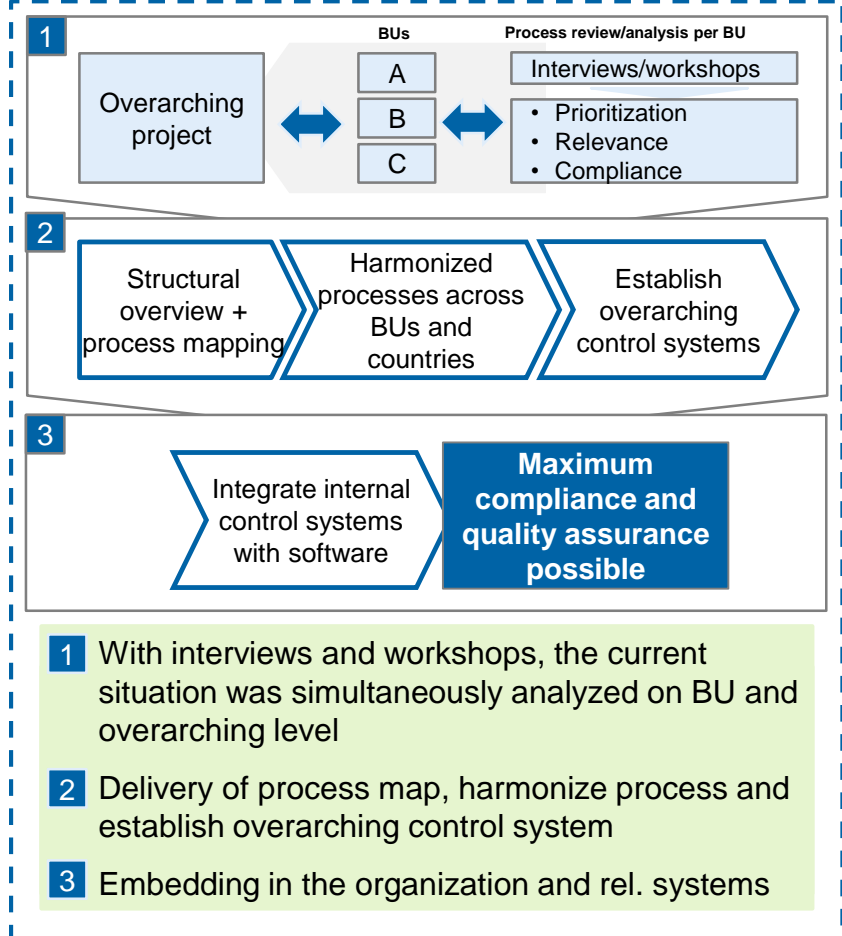 1
BUs
Process review/analysis per BU
Overarching
project
A
B
C
Interviews/workshops
• Prioritization
• Relevance
• Compliance
2
Structural
overview +
process mapping
Harmonized
processes across
BUs and
countries
Establish
overarching
control systems
3
Integrate internal
control systems
with software
Maximum
compliance and
quality assurance
possible
1 With interviews and workshops, the current
situation was simultaneously analyzed on BU and
overarching level
2 Delivery of process map, harmonize process and
establish overarching control system
3 Embedding in the organization and rel. systems